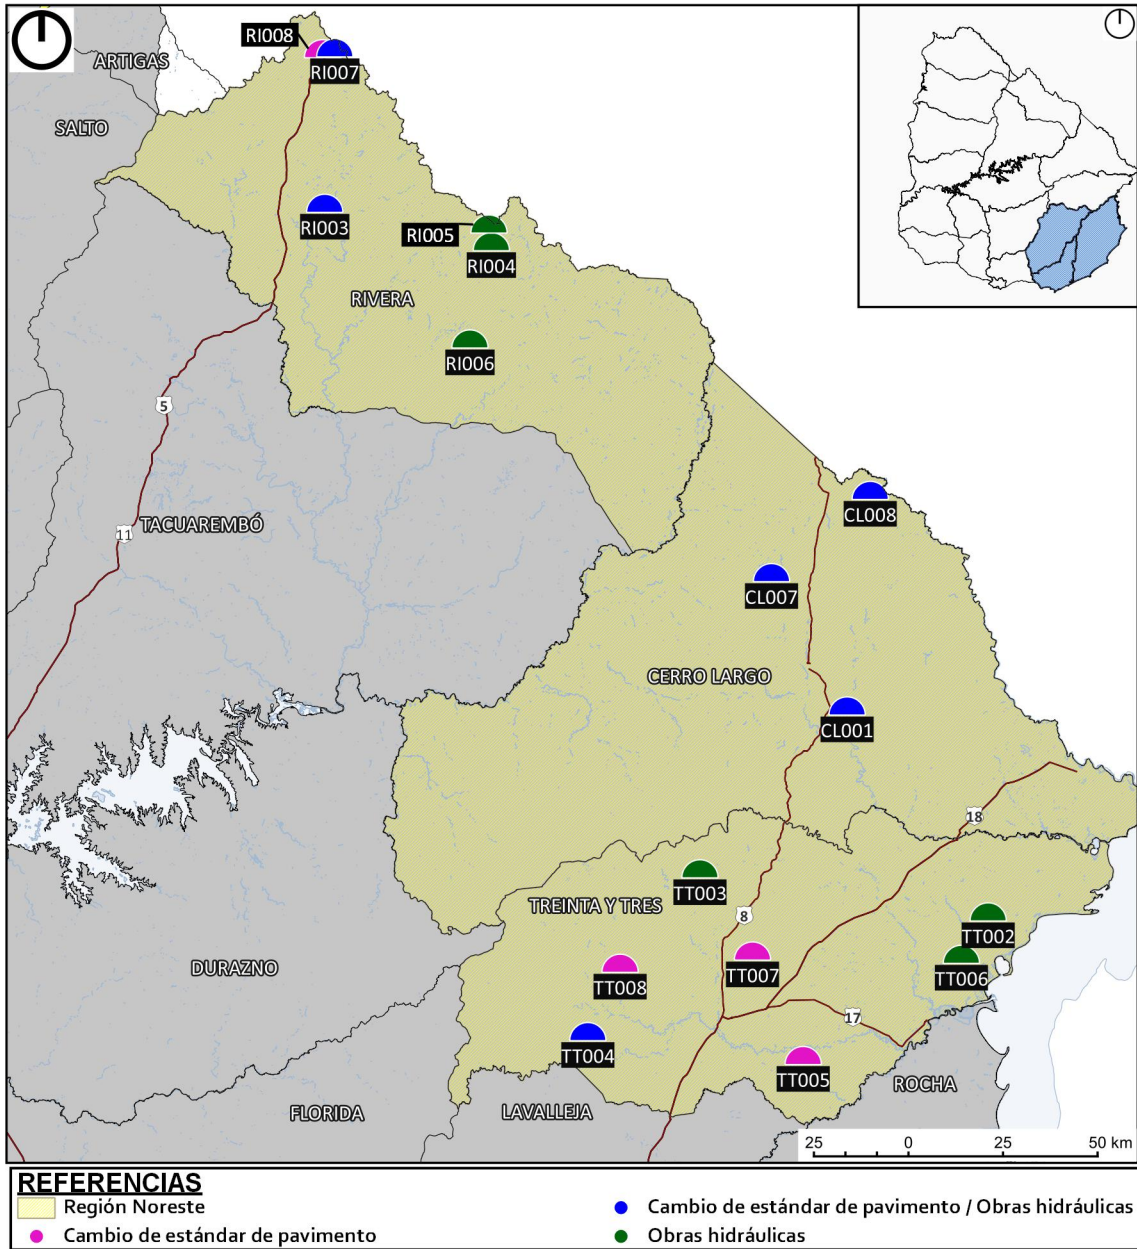 RI008
ARTIGAS
RI007
SALTO
RI003
RI005
RI004
RIVERA
RI006
5
CL008
TACUAREMBÓ
11
CL007
CERRO LARGO
CL001
18
TT003
TREINTA Y TRES
8
TT002
DURAZNO
TT008
TT007
TT006
17
TT004
TT005
ROCHA
FLORIDA
LAVALLEJA
25 0 25 50 km
REFERENCIAS
Región Noreste
Cambio de estándar de pavimento / Obras hidráulicas
Cambio de estándar de pavimento
Obras hidráulicas